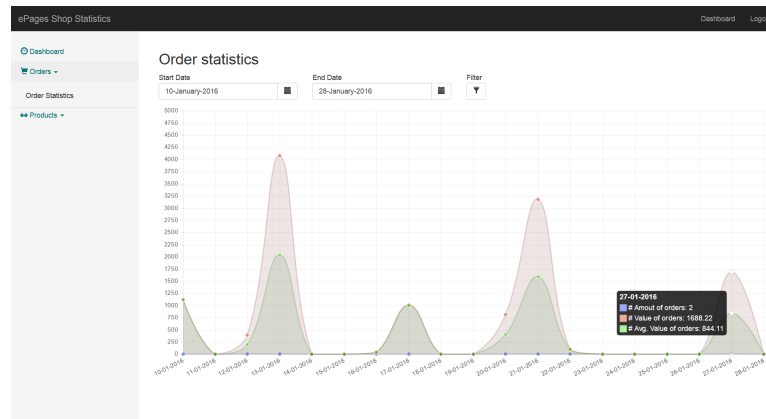 ePages Shop Statistics
Dashboard
Logo
Dashboard
Orders
Order Statistics
Products
Order statistics
Start Date
End Date
Filter
10-January-2016
28-January-2016
5000
4750
4500
4250
4000
3750
3500
3250
3000
2750
2500
2250
2000
1750
1500
1250
1000
750
500
250
0
27-01-2016
# Amout of orders: 2
# Value of orders: 1688.22
# Avg. Value of orders: 844.11
10-01-2016
11-01-2016
12-01-2016
13-01-2016
14-01-2016
15-01-2016
16-01-2016
17-01-2016
18-01-2016
19-01-2016
20-01-2016
21-01-2016
22-01-2016
23-01-2016
24-01-2016
25-01-2016
26-01-2016
27-01-2016
28-01-2016